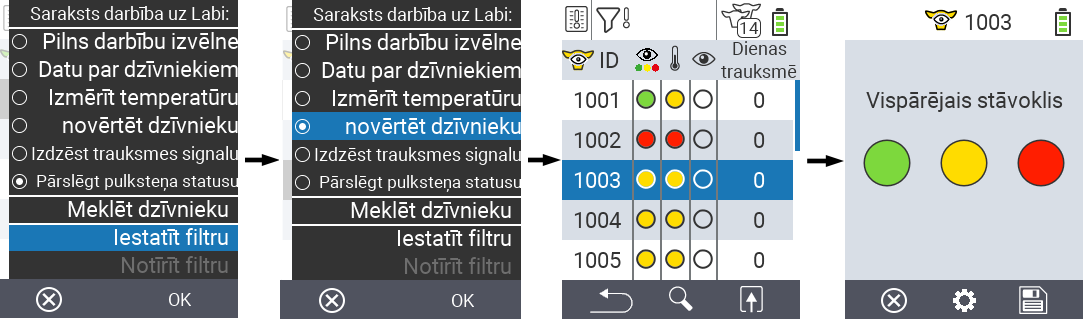 Saraksts darbība uz Labi:
Pilns darbību izvēlne
Datu par dzīvniekiem
Izmērīt temperatūru
novērtēt dzīvnieku
Izdzēst trauksmes signalu
Pārslēgt pulksteņa statusu
Meklēt dzīvnieku
Iestatīt filtru
Notīrīt filtru
OK
Saraksts darbība uz Labi:
Pilns darbību izvēlne
Datu par dzīvniekiem
Izmērīt temperatūru
novērtēt dzīvnieku
Izdzēst trauksmes signalu
Pārslēgt pulksteņa statusu
Meklēt dzīvnieku
Iestatīt filtru
Notīrīt filtru
OK
14
ID Dienas trauksmē
1001 0
1002 0
1003 0
1004 0
1005 0
1003
Vispārējais stāvoklis